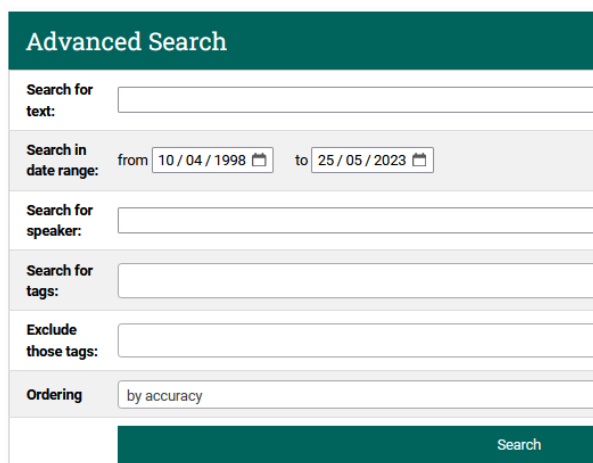 Advanced Search
Search for
text:
Search in
date range:
from 10 / 04 / 1998 to 25 / 05 / 2023
Search for
speaker:
Search for
tags:
Exclude
those tags:
Ordering
by accuracy
Search